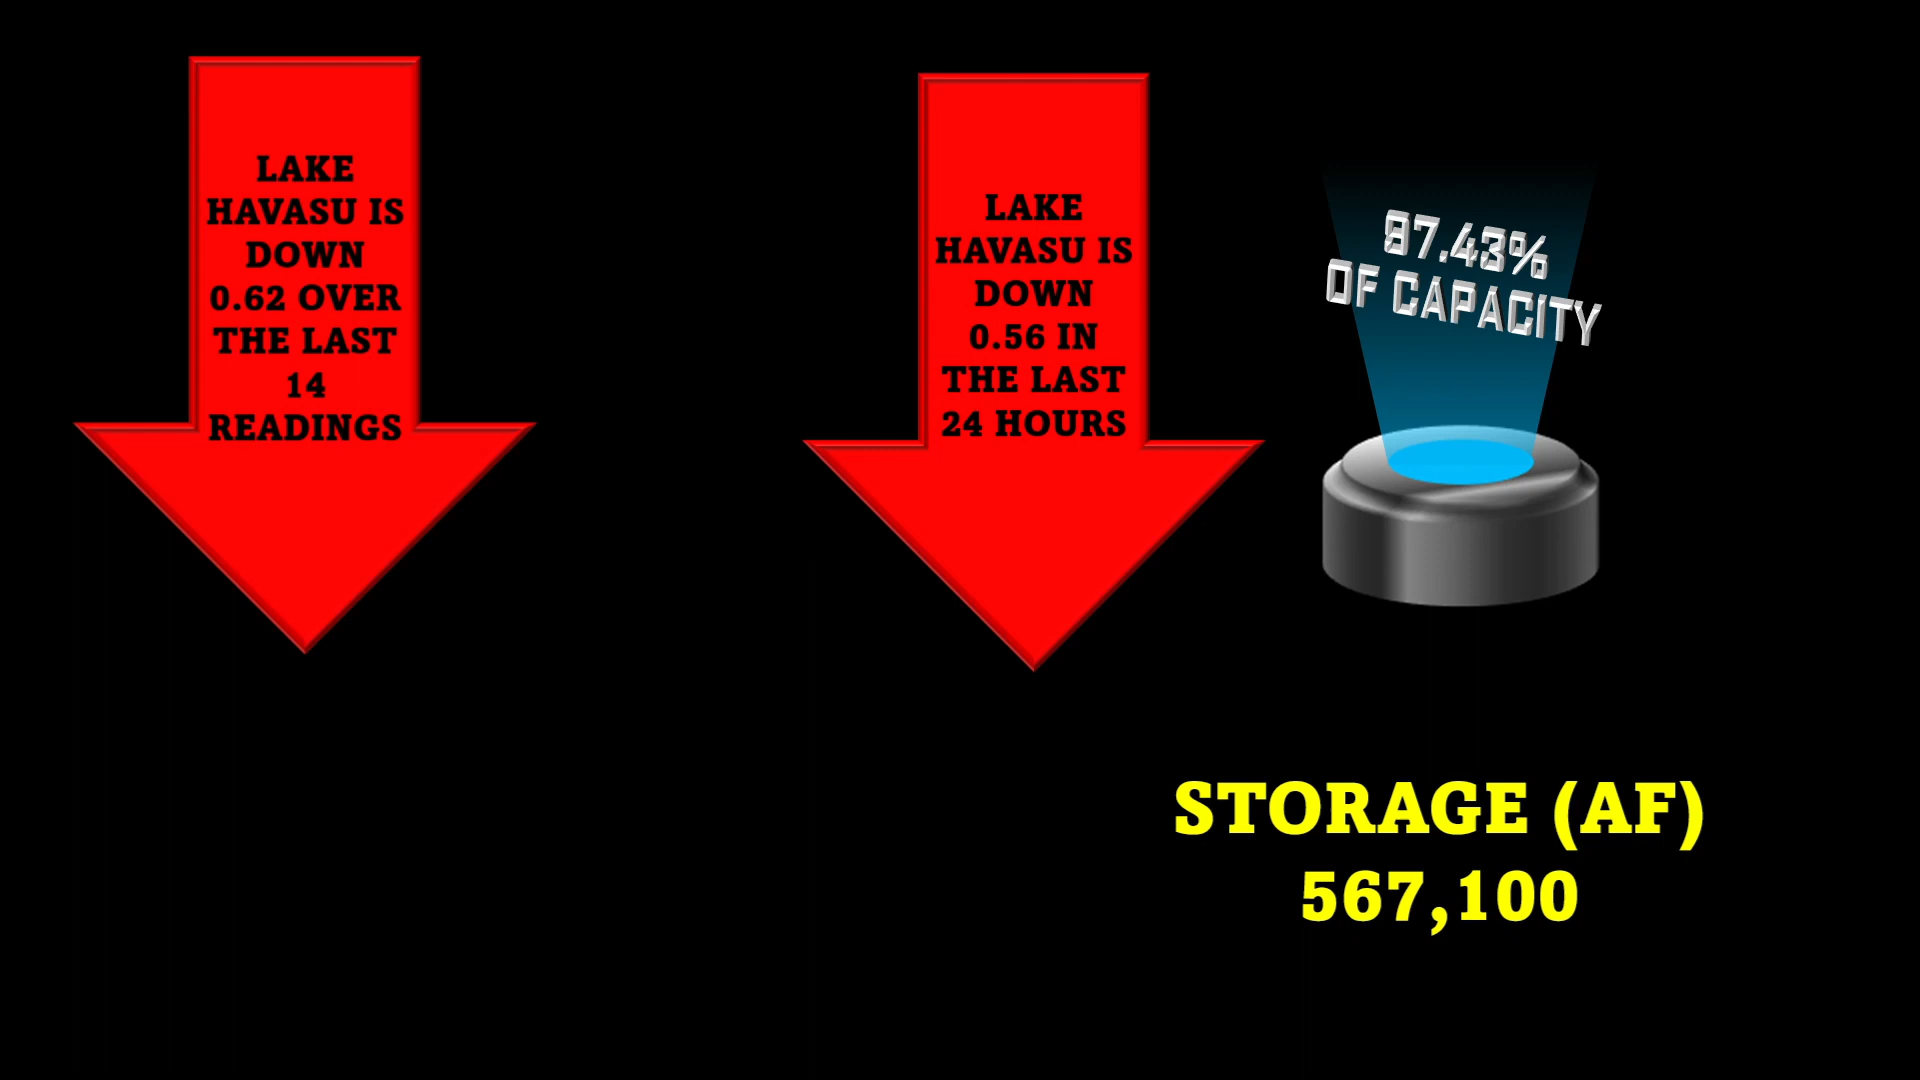 LAKE
HAVASU IS
DOWN
0.62 OVER
THE LAST
14
READINGS
LAKE
HAVASU IS
DOWN
0.56 IN
THE LAST
24 HOURS
97.43%
OF CAPACITY
STORAGE (AF)
567,100